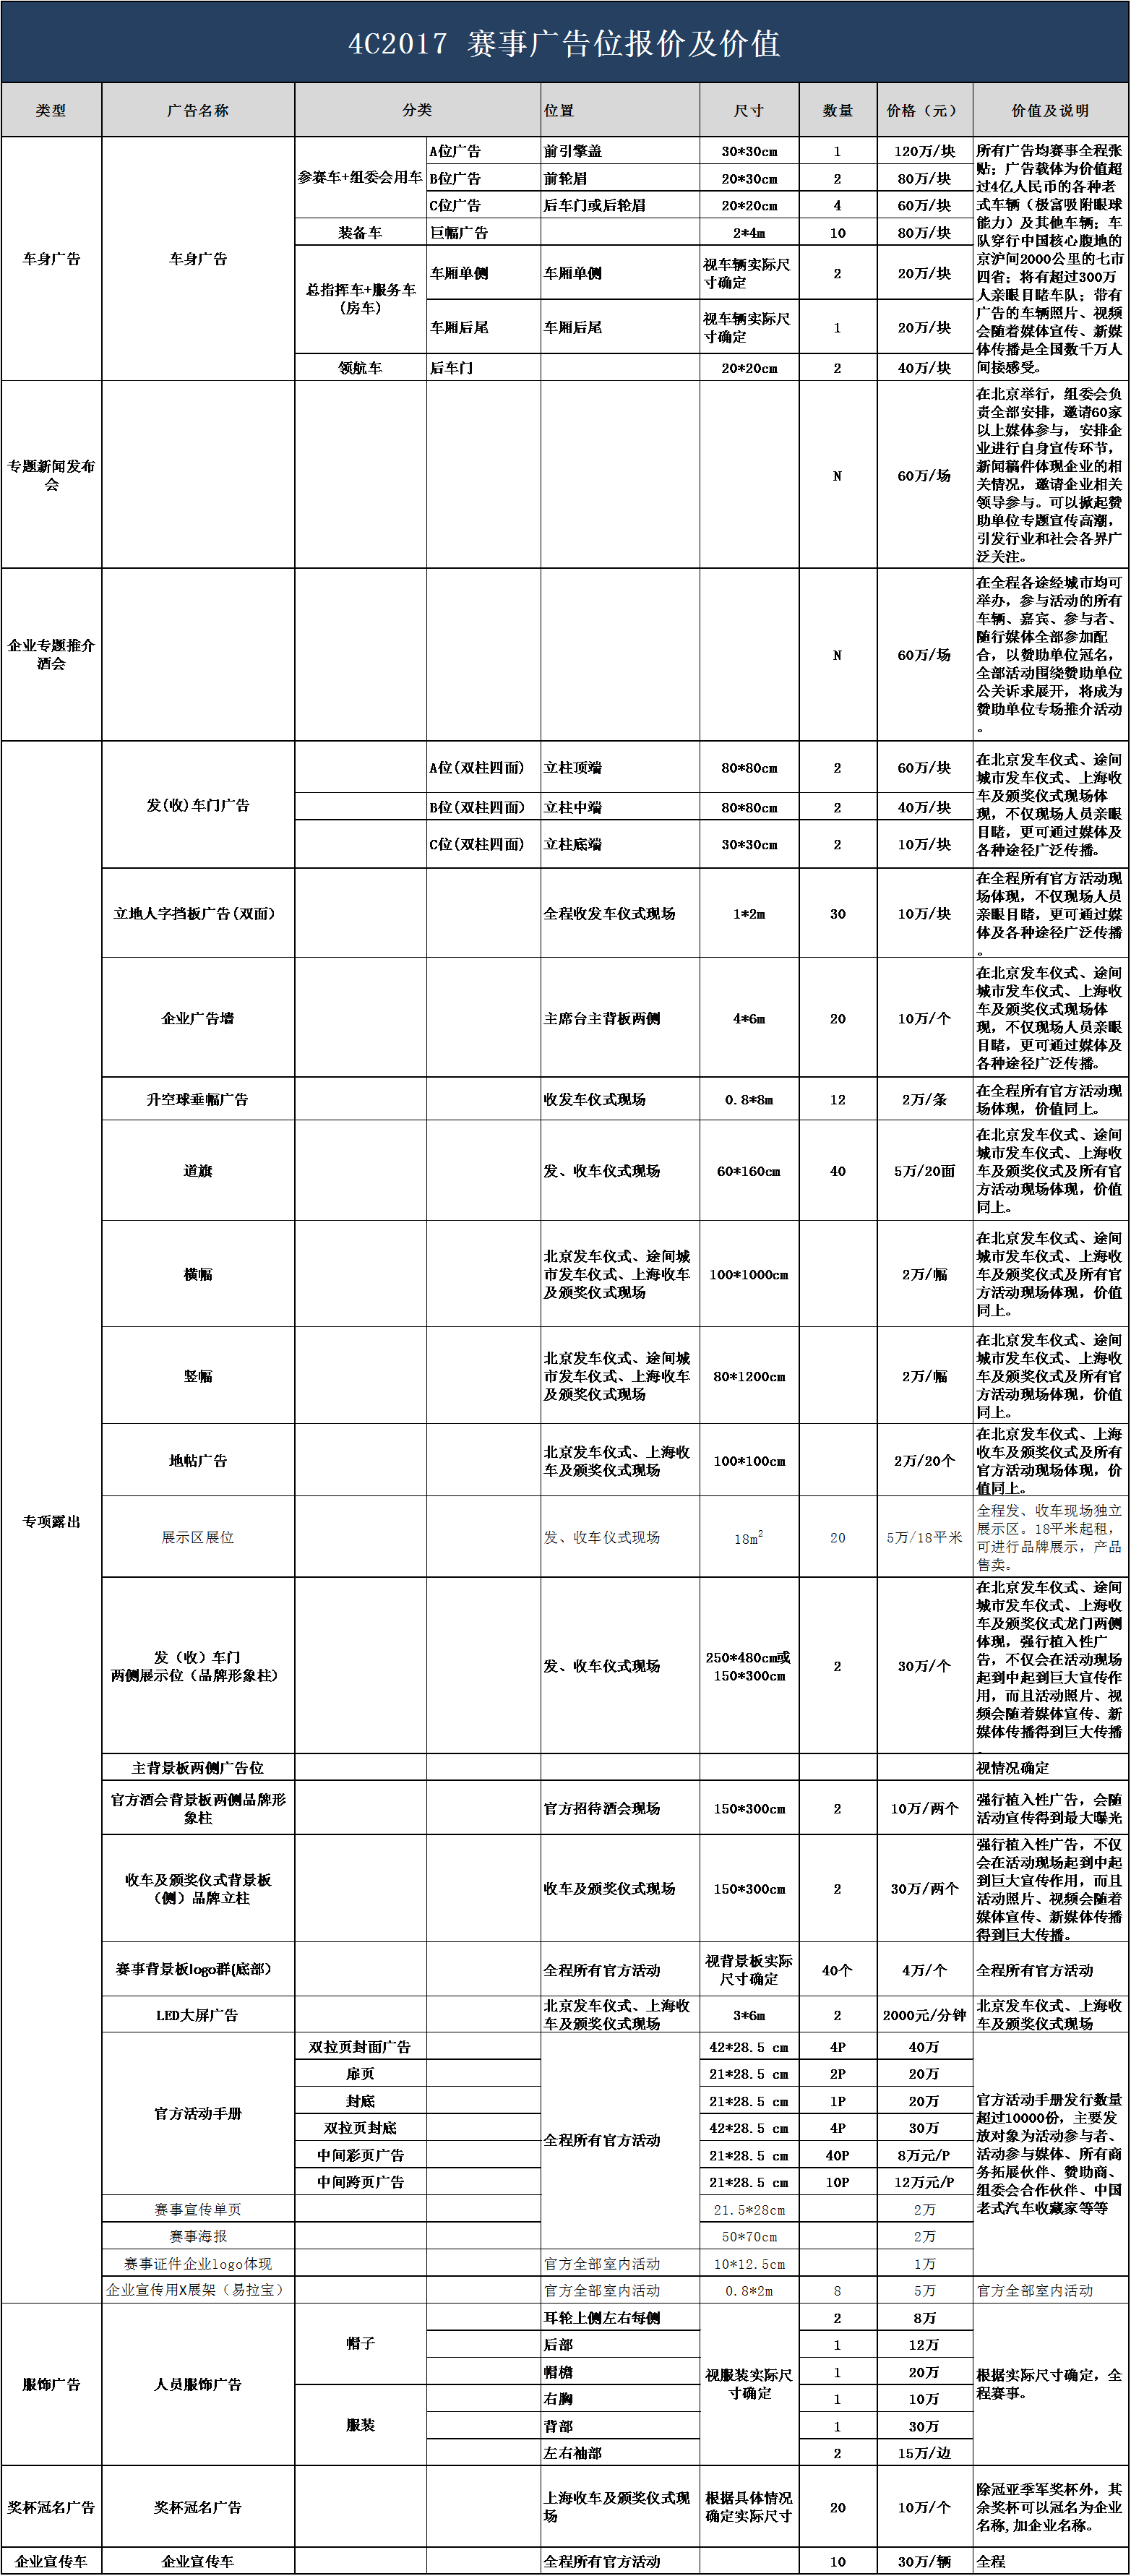 4C2017 赛事广告位报价及价值
类型 广告名称 分类 位置 尺寸 数量 价格（元） 价值及说明
车身广告 车身广告
参赛车+组委会用车
A位广告 前引擎盖 30*30cm 1 120万/块
B位广告 前轮眉 20*30cm 2 80万/块
C位广告 后车门或后轮眉 20*20cm 4 60万/块
装备车 巨幅广告 2*4m 10 80万/块
总指挥车+服务车
(房车)
车厢单侧 车厢单侧
视车辆实际尺
寸确定
2 20万/块
车厢后尾 车厢后尾
视车辆实际尺
寸确定
1 20万/块
领航车 后车门 20*20cm 2 40万/块
所有广告均赛事全程张
贴；广告载体为价值超
过4亿人民币的各种老
式车辆（极富吸附眼球
能力）及其他车辆；车
队穿行中国核心腹地的
京沪间2000公里的七市
四省；将有超过300万
人亲眼目睹车队；带有
广告的车辆照片、视频
会随着媒体宣传、新媒
体传播是全国数千万人
间接感受。
专题新闻发布
会
N 60万/场
在北京举行，组委会负
责全部安排，邀请60家
以上媒体参与，安排企
业进行自身宣传环节，
新闻稿件体现企业的相
关情况，邀请企业相关
领导参与。可以掀起赞
助单位专题宣传高潮，
引发行业和社会各界广
泛关注。
企业专题推介
酒会
N 60万/场
在全程各途经城市均可
举办，参与活动的所有
车辆、嘉宾、参与者、
随行媒体全部参加配
合，以赞助单位冠名，
全部活动围绕赞助单位
公关诉求展开，将成为
赞助单位专场推介活动
。
专项露出
发(收)车门广告
A位(双柱四面) 立柱顶端 80*80cm 2 60万/块
B位(双柱四面) 立柱中端 80*80cm 2 40万/块
C位(双柱四面) 立柱底端 30*30cm 2 10万/块
在北京发车仪式、途间
城市发车仪式、上海收
车及颁奖仪式现场体
现，不仅现场人员亲眼
目睹，更可通过媒体及
各种途径广泛传播。
立地人字挡板广告(双面） 全程收发车仪式现场 1*2m 30 10万/块
在全程所有官方活动现
场体现，不仅现场人员
亲眼目睹，更可通过媒
体及各种途径广泛传播
。
企业广告墙 主席台主背板两侧 4*6m 20 10万/个
在北京发车仪式、途间
城市发车仪式、上海收
车及颁奖仪式现场体
现，不仅现场人员亲眼
目睹，更可通过媒体及
各种途径广泛传播。
升空球垂幅广告 收发车仪式现场 0.8*8m 12 2万/条
在全程所有官方活动现
场体现，价值同上。
道旗 发、收车仪式现场 60*160cm 40 5万/20面
在北京发车仪式、途间
城市发车仪式、上海收
车及颁奖仪式及所有官
方活动现场体现，价值
同上。
横幅
北京发车仪式、途间城
市发车仪式、上海收车
及颁奖仪式现场
100*1000cm 2万/幅
在北京发车仪式、途间
城市发车仪式、上海收
车及颁奖仪式及所有官
方活动现场体现，价值
同上。
竖幅
北京发车仪式、途间城
市发车仪式、上海收车
及颁奖仪式现场
80*1200cm 2万/幅
在北京发车仪式、途间
城市发车仪式、上海收
车及颁奖仪式及所有官
方活动现场体现，价值
同上。
地帖广告
北京发车仪式、上海收
车及颁奖仪式现场
100*100cm 2万/20个
在北京发车仪式、上海
收车及颁奖仪式及所有
官方活动现场体现，价
值同上。
展示区展位 发、收车仪式现场 18m² 20 5万/18平米
全程发、收车现场独立
展示区。18平米起租，
可进行品牌展示，产品
售卖。
发（收）车门
两侧展示位（品牌形象柱）
发、收车仪式现场
250*480cm或
150*300cm
2 30万/个
在北京发车仪式、途间
城市发车仪式、上海收
车及颁奖仪式龙门两侧
体现，强行植入性广
告，不仅会在活动现场
起到中起到巨大宣传作
用，而且活动照片、视
频会随着媒体宣传、新
媒体传播得到巨大传播
主背景板两侧广告位 视情况确定
官方酒会背景板两侧品牌形
象柱
官方招待酒会现场 150*300cm 2 10万/两个
强行植入性广告，会随
活动宣传得到最大曝光
收车及颁奖仪式背景板
（侧）品牌立柱
收车及颁奖仪式现场 150*300cm 2 30万/两个
强行植入性广告，不仅
会在活动现场起到中起
到巨大宣传作用，而且
活动照片、视频会随着
媒体宣传、新媒体传播
得到巨大传播。
赛事背景板logo群(底部） 全程所有官方活动
视背景板实际
尺寸确定
40个 4万/个 全程所有官方活动
LED大屏广告
北京发车仪式、上海收
车及颁奖仪式现场
3*6m 2 2000元/分钟
北京发车仪式、上海收
车及颁奖仪式现场
官方活动手册
双拉页封面广告 42*28.5 cm 4P 40万
扉页 21*28.5 cm 2P 20万
封底 21*28.5 cm 1P 20万
双拉页封底 42*28.5 cm 4P 30万
中间彩页广告 21*28.5 cm 40P 8万元/P
中间跨页广告 21*28.5 cm 10P 12万元/P
全程所有官方活动
官方活动手册发行数量
超过10000份，主要发
放对象为活动参与者、
活动参与媒体、所有商
务拓展伙伴、赞助商、
组委会合作伙伴、中国
老式汽车收藏家等等
赛事宣传单页 21.5*28cm 2万
赛事海报 50*70cm 2万
赛事证件企业logo体现 官方全部室内活动 10*12.5cm 1万
企业宣传用X展架（易拉宝） 官方全部室内活动 0.8*2m 8 5万 官方全部室内活动
服饰广告 人员服饰广告
帽子
耳轮上侧左右每侧 2 8万
后部 1 12万
帽檐 1 20万
服装
右胸 1 10万
背部 1 30万
左右袖部 2 15万/边
视服装实际尺
寸确定
根据实际尺寸确定，全
程赛事。
奖杯冠名广告 奖杯冠名广告
上海收车及颁奖仪式现
场
根据具体情况
确定实际尺寸
20 10万/个
除冠亚季军奖杯外，其
余奖杯可以冠名为企业
名称,加企业名称。
企业宣传车 企业宣传车 全程所有官方活动 10 30万/辆 全程